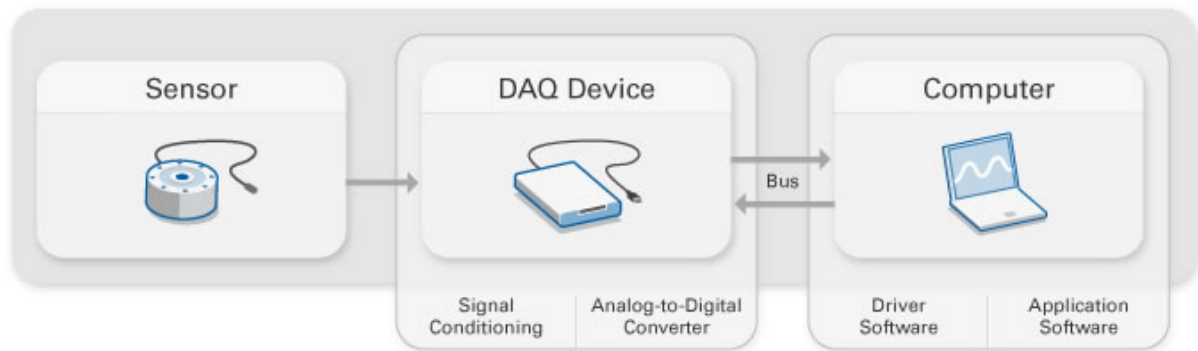 Sensor
DAQ Device
Computer
Bus
Signal
Conditioning
Analog-to-Digital
Converter
Driver
Software
Application
Software